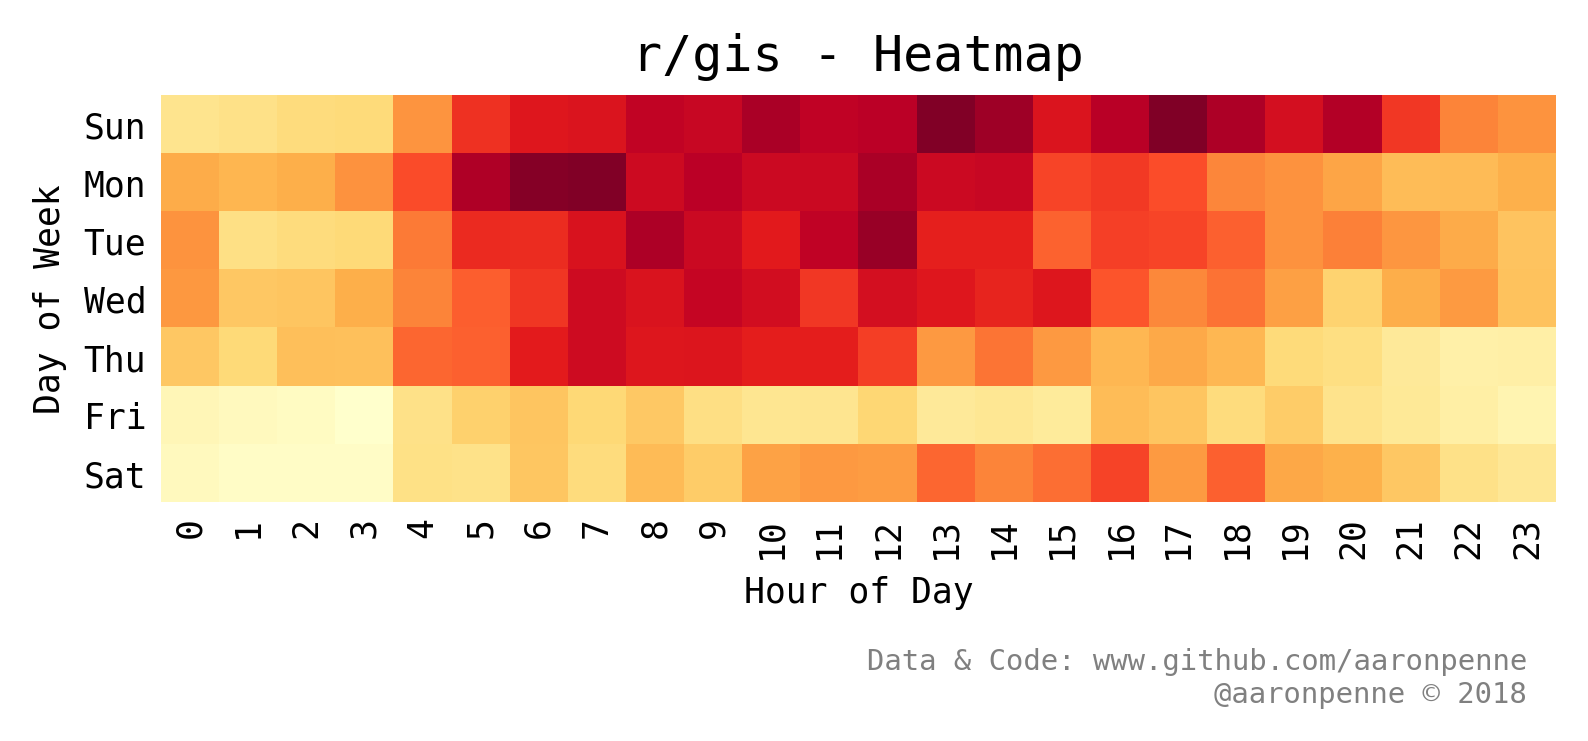 r/gis - Heatmap
Day of Week
Sun
Mon
Tue
Wed
Thu
Fri
Sat
0 1 2 3 4 5 6 7 8 9 10 11 12 13 14 15 16 17 18 19 20 21 22 23
Hour of Day
Data & Code: www.github.com/aaronpenne
@aaronpenne © 2018